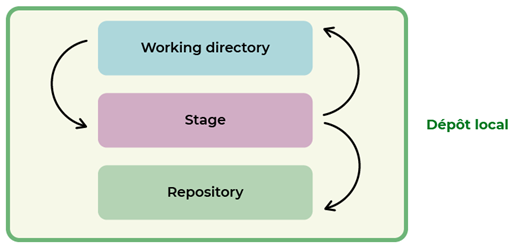 Working directory
Stage
Dépôt local
Repository